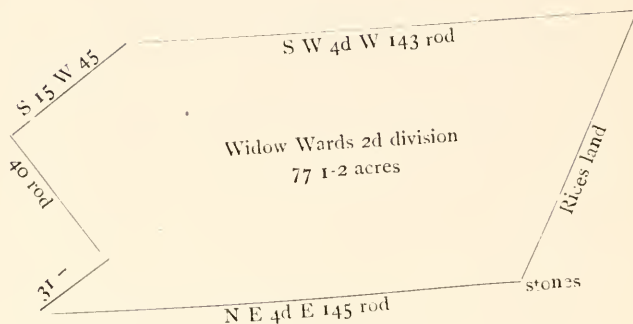 S W 4d W 143 rod
S 15 W 45
Widow Wards 2d division
77 1-2 acres
40 rod
Rices land
31 –
stones
N E 4d E 145 rod